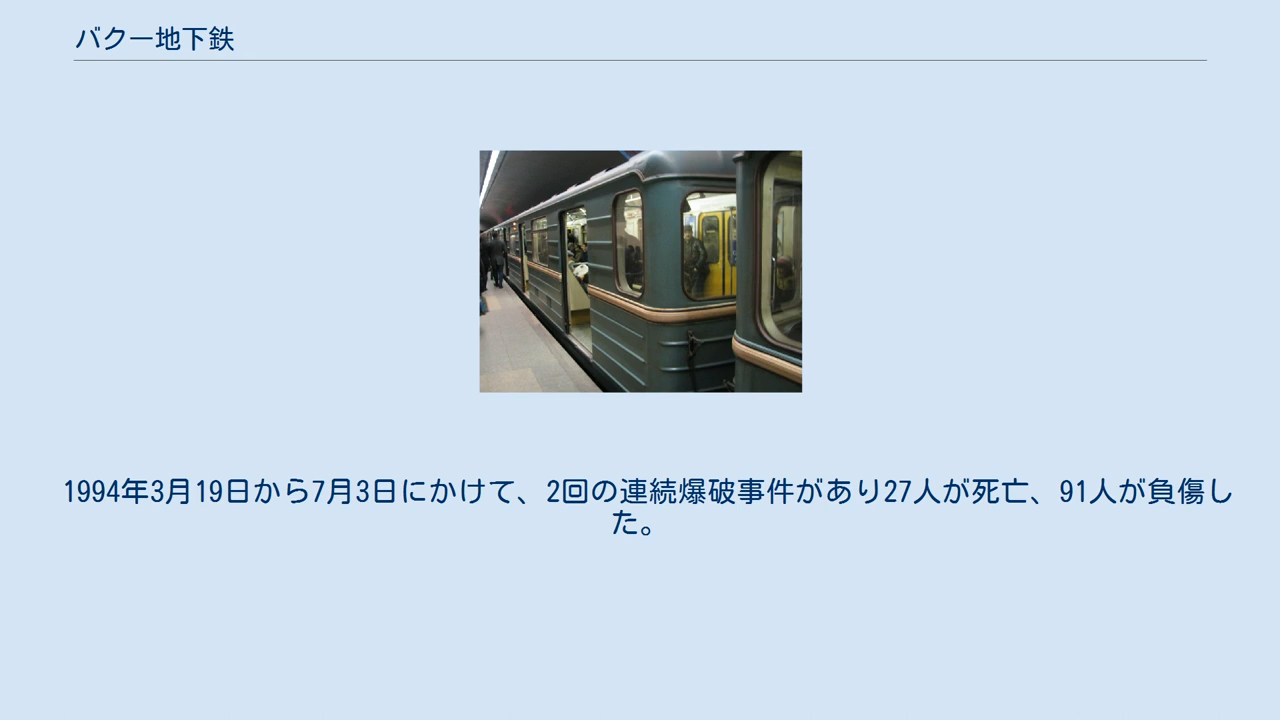 バクー地下鉄
1994年3月19日から7月3日にかけて、2回の連続爆破事件があり27人が死亡、91人が負傷し
た。